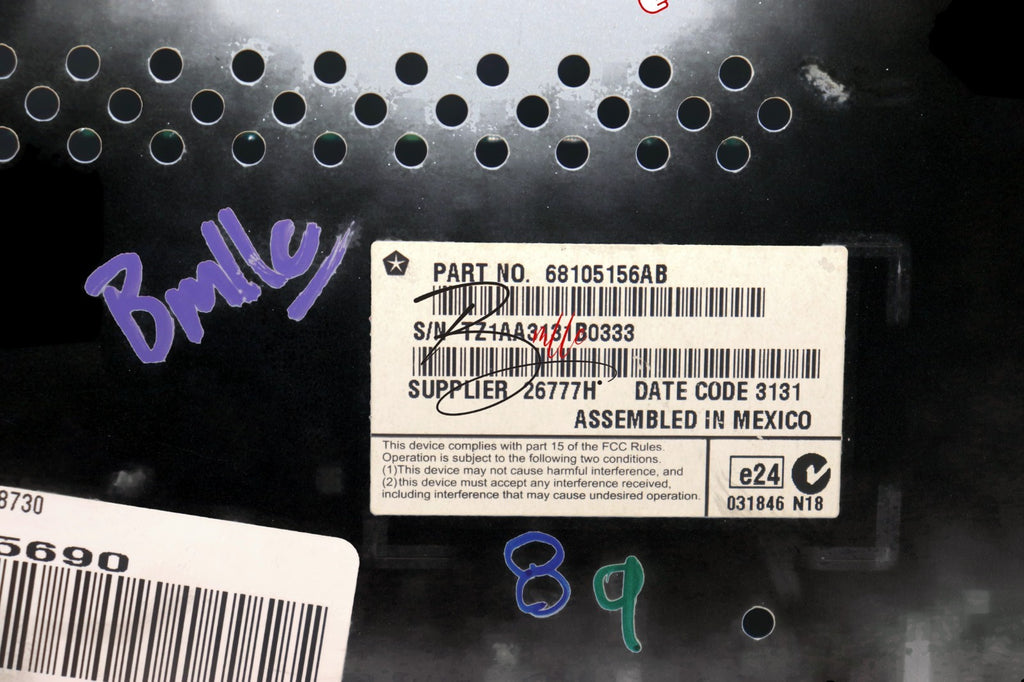 Bmlle
PART NO. 68105156AB
S/N TZ1AA3131B0333
SUPPLIER 26777H
DATE CODE 3131
ASSEMBLED IN MEXICO
This device complies with part 15 of the FCC Rules.
Operation is subject to the following two conditions.
(1)This device may not cause harmful interference, and
(2)this device must accept any interference received,
including interference that may cause undesired operation.
e24
031846 N18
8730
5690
8 9